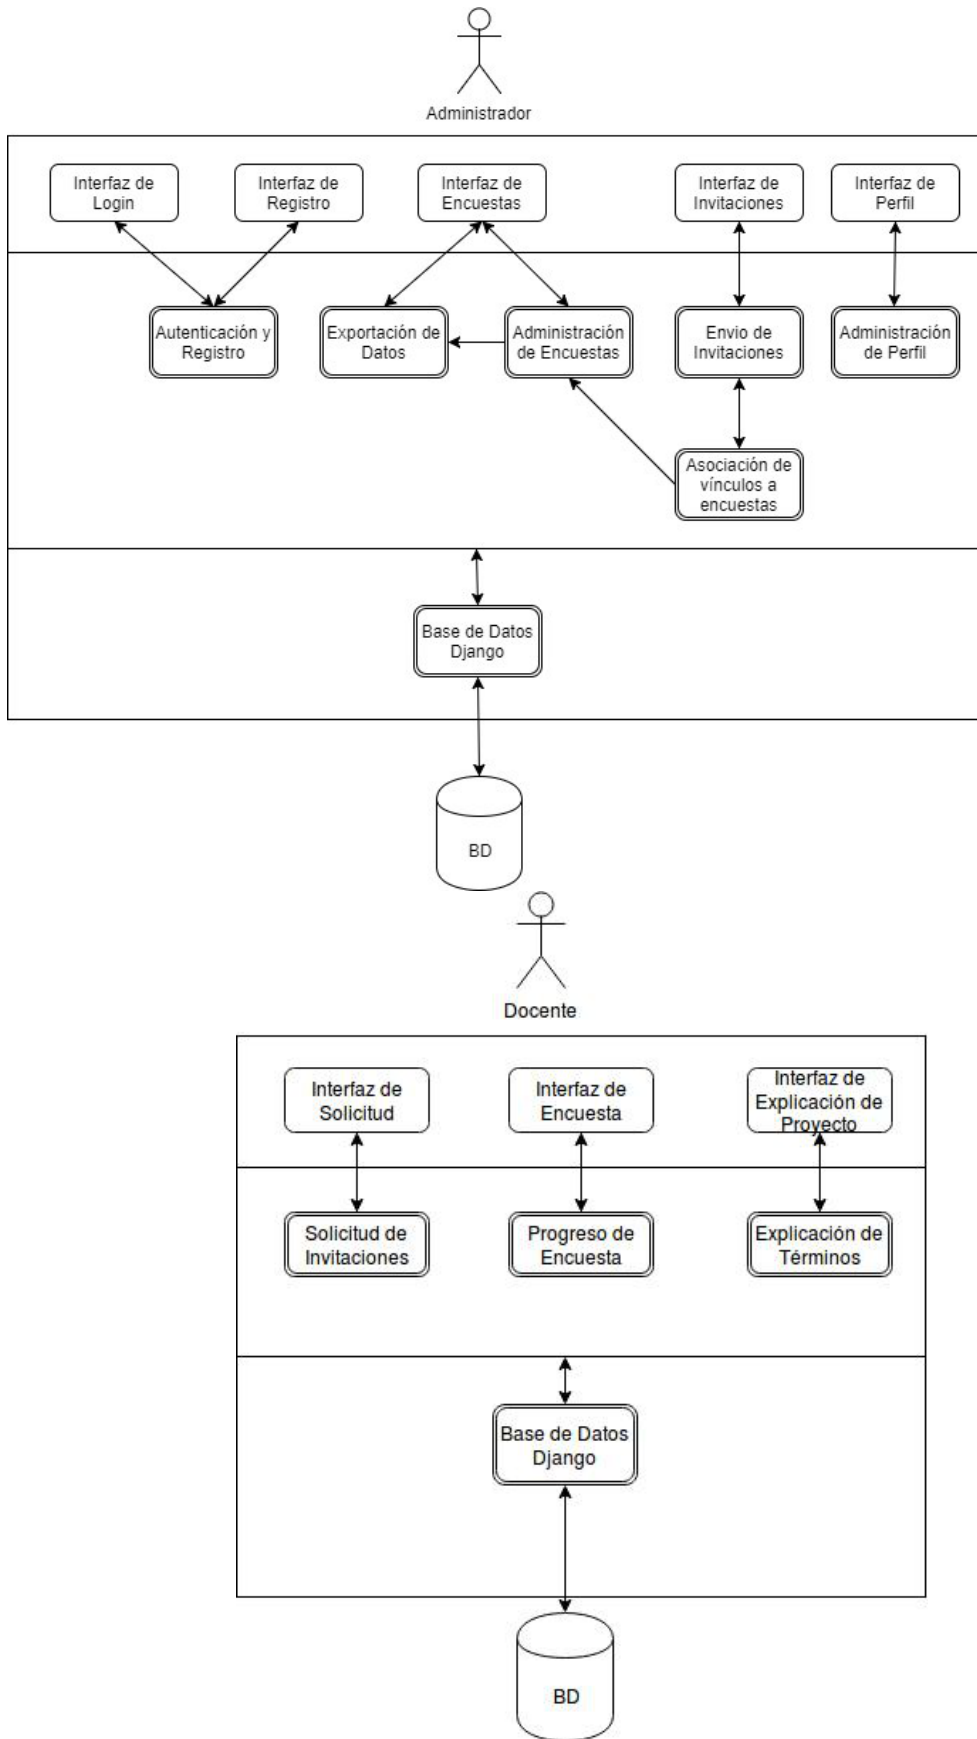 Administrador
Interfaz de
Login
Interfaz de
Registro
Interfaz de
Encuestas
Interfaz de
Invitaciones
Interfaz de
Perfil
Autenticación y
Registro
Exportación de
Datos
Administración
de Encuestas
Envio de
Invitaciones
Administración
de Perfil
Asociación de
vínculos a
encuestas
Base de Datos
Django
BD
Docente
Interfaz de
Solicitud
Interfaz de
Encuesta
Interfaz de
Explicación de
Proyecto
Solicitud de
Invitaciones
Progreso de
Encuesta
Explicación de
Términos
Base de Datos
Django
BD